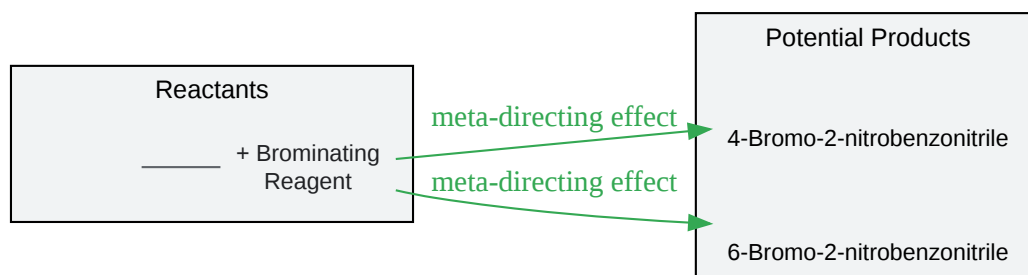 Reactants
_____ + Brominating
Reagent
meta-directing effect
meta-directing effect
Potential Products
4-Bromo-2-nitrobenzonitrile
6-Bromo-2-nitrobenzonitrile